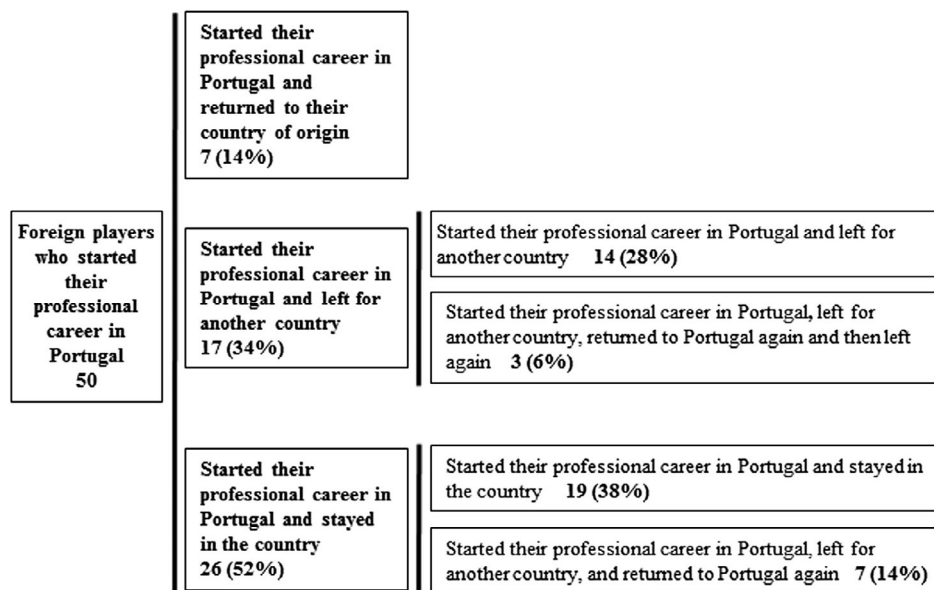 Foreign players
who started
their
professional
career in
Portugal
50
Started their
professional career in
Portugal and
returned to their
country of origin
7 (14%)
Started their
professional career in
Portugal and left for
another country
17 (34%)
Started their professional career in Portugal and left for
another country 14 (28%)
Started their professional career in Portugal, left for
another country, returned to Portugal again and then left
again 3 (6%)
Started their
professional career in
Portugal and stayed
in the country
26 (52%)
Started their professional career in Portugal and stayed in
the country 19 (38%)
Started their professional career in Portugal, left for
another country, and returned to Portugal again 7 (14%)